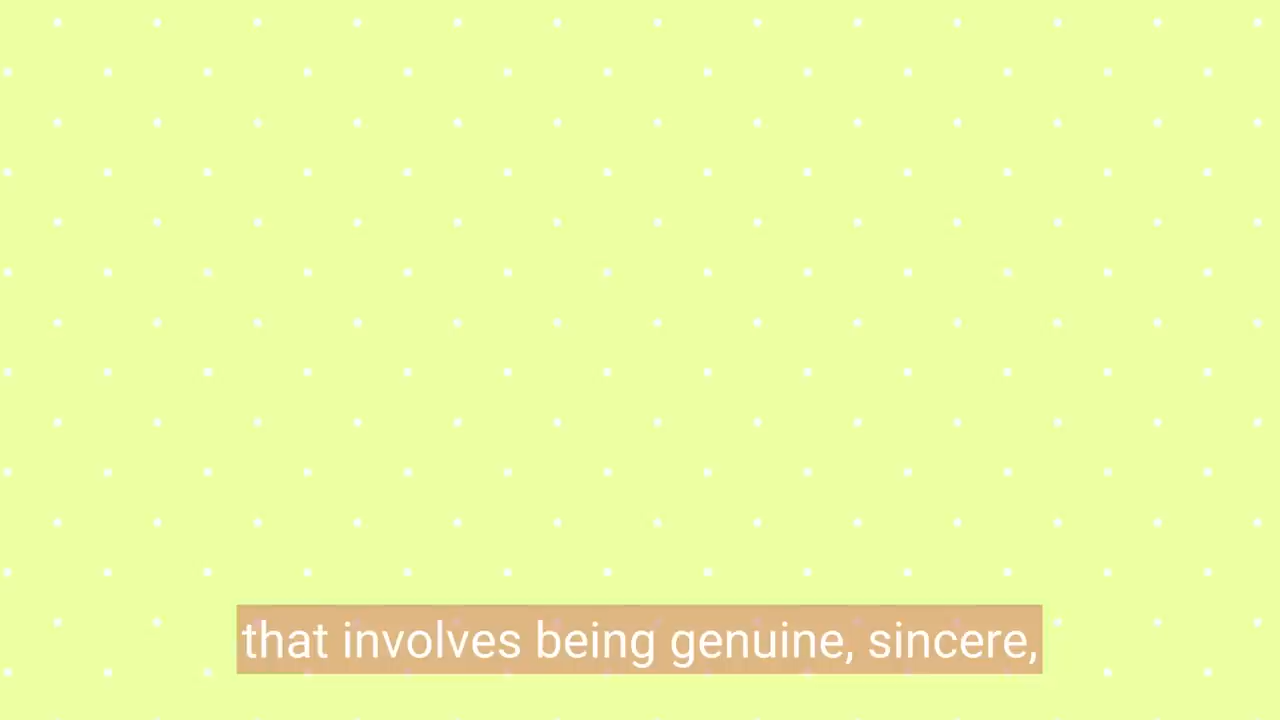 that involves being genuine, sincere,